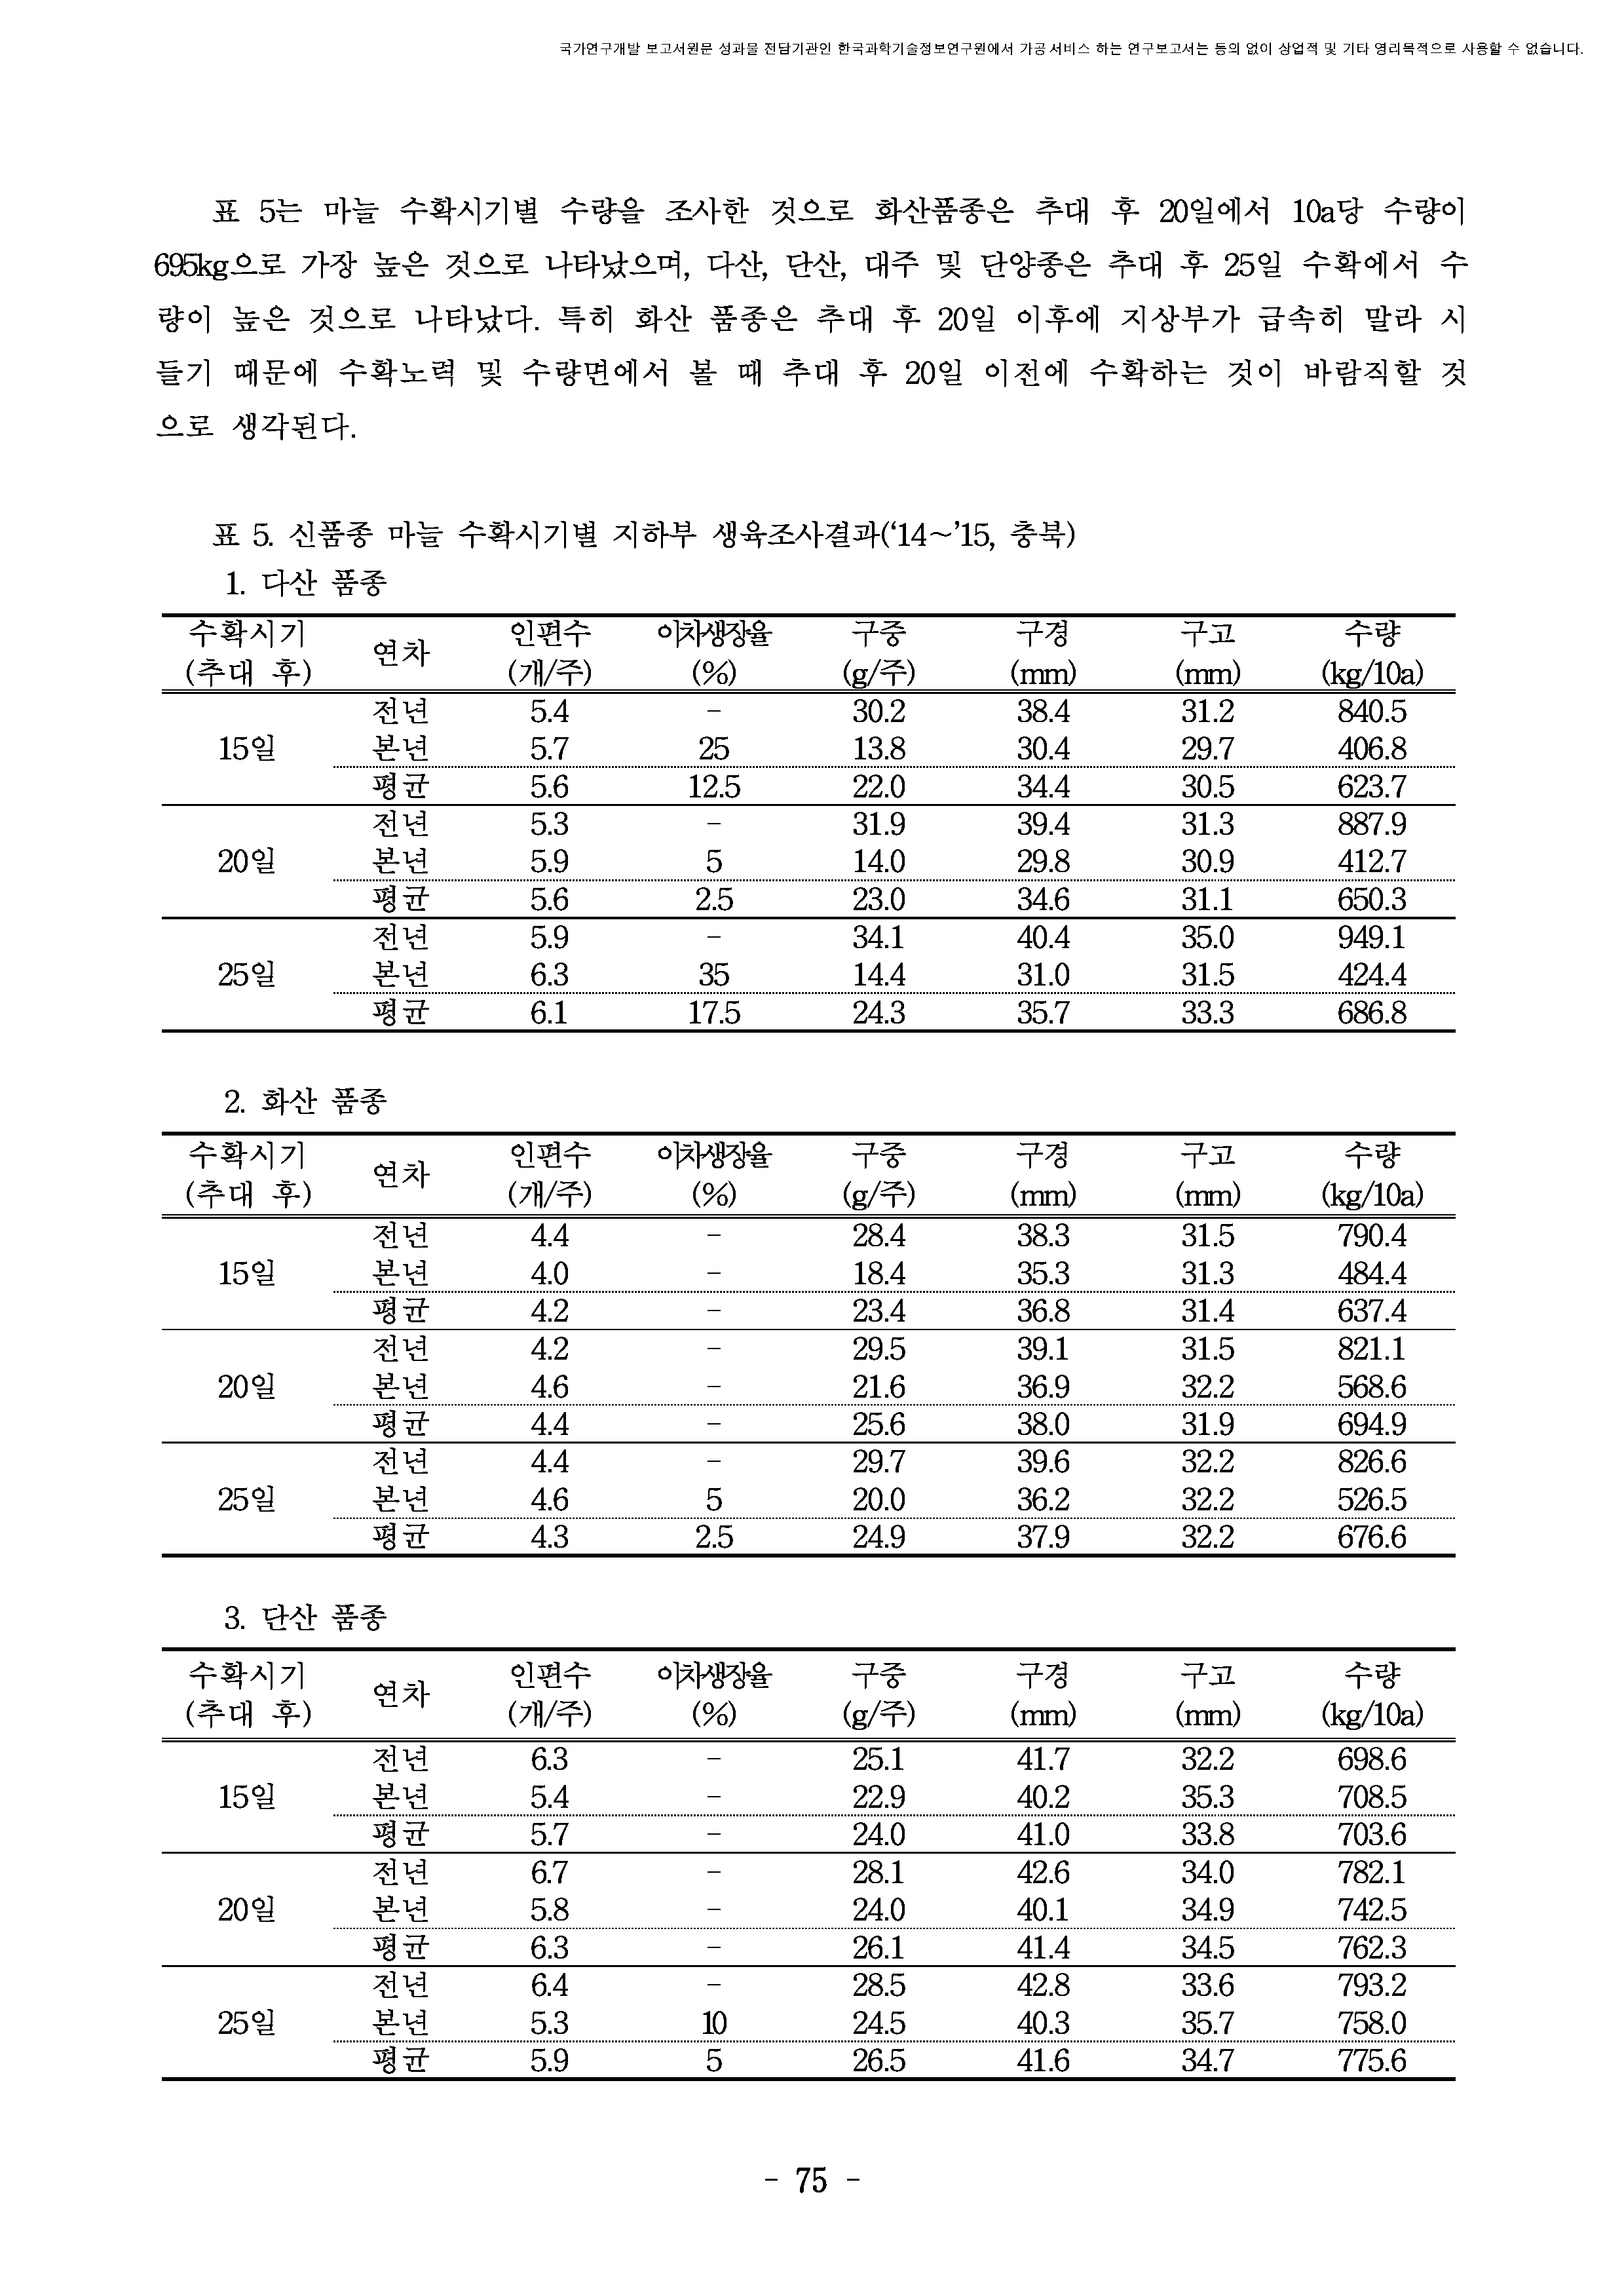 국가연구개발 보고서원문 성과물 전담기관인 한국과학기술정보연구원에서 가공·서비스 하는 연구보고서는 동의 없이 상업적 및 기타 영리목적으로 사용할 수 없습니다.
표 5는 마늘 수확시기별 수량을 조사한 것으로 화산품종은 추대 후 20일에서 10a당 수량이
695kg으로 가장 높은 것으로 나타났으며, 다산, 단산, 대주 및 단양종은 추대 후 25일 수확에서 수
량이 높은 것으로 나타났다. 특히 화산 품종은 추대 후 20일 이후에 지상부가 급속히 말라 시
들기 때문에 수확노력 및 수량면에서 볼 때 추대 후 20일 이전에 수확하는 것이 바람직할 것
으로 생각된다.
표 5. 신품종 마늘 수확시기별 지하부 생육조사결과(‘14～’15, 충북)
1. 다산 품종
수확시기 연차 인편수 이차생장율 구중 구경 구고 수량
(추대 후) (개/주) (%) (g/주) (mm) (mm) (kg/10a)
전년 5.4 - 30.2 38.4 31.2 840.5
15일 본년 5.7 25 13.8 30.4 29.7 406.8
평균 5.6 12.5 22.0 34.4 30.5 623.7
전년 5.3 - 31.9 39.4 31.3 887.9
20일 본년 5.9 5 14.0 29.8 30.9 412.7
평균 5.6 2.5 23.0 34.6 31.1 650.3
전년 5.9 - 34.1 40.4 35.0 949.1
25일 본년 6.3 35 14.4 31.0 31.5 424.4
평균 6.1 17.5 24.3 35.7 33.3 686.8
2. 화산 품종
수확시기 연차 인편수 이차생장율 구중 구경 구고 수량
(추대 후) (개/주) (%) (g/주) (mm) (mm) (kg/10a)
전년 4.4 - 28.4 38.3 31.5 790.4
15일 본년 4.0 - 18.4 35.3 31.3 484.4
평균 4.2 - 23.4 36.8 31.4 637.4
전년 4.2 - 29.5 39.1 31.5 821.1
20일 본년 4.6 - 21.6 36.9 32.2 568.6
평균 4.4 - 25.6 38.0 31.9 694.9
전년 4.4 - 29.7 39.6 32.2 826.6
25일 본년 4.6 5 20.0 36.2 32.2 526.5
평균 4.3 2.5 24.9 37.9 32.2 676.6
3. 단산 품종
수확시기 연차 인편수 이차생장율 구중 구경 구고 수량
(추대 후) (개/주) (%) (g/주) (mm) (mm) (kg/10a)
전년 6.3 - 25.1 41.7 32.2 698.6
15일 본년 5.4 - 22.9 40.2 35.3 708.5
평균 5.7 - 24.0 41.0 33.8 703.6
전년 6.7 - 28.1 42.6 34.0 782.1
20일 본년 5.8 - 24.0 40.1 34.9 742.5
평균 6.3 - 26.1 41.4 34.5 762.3
전년 6.4 - 28.5 42.8 33.6 793.2
25일 본년 5.3 10 24.5 40.3 35.7 758.0
평균 5.9 5 26.5 41.6 34.7 775.6
- 75 -